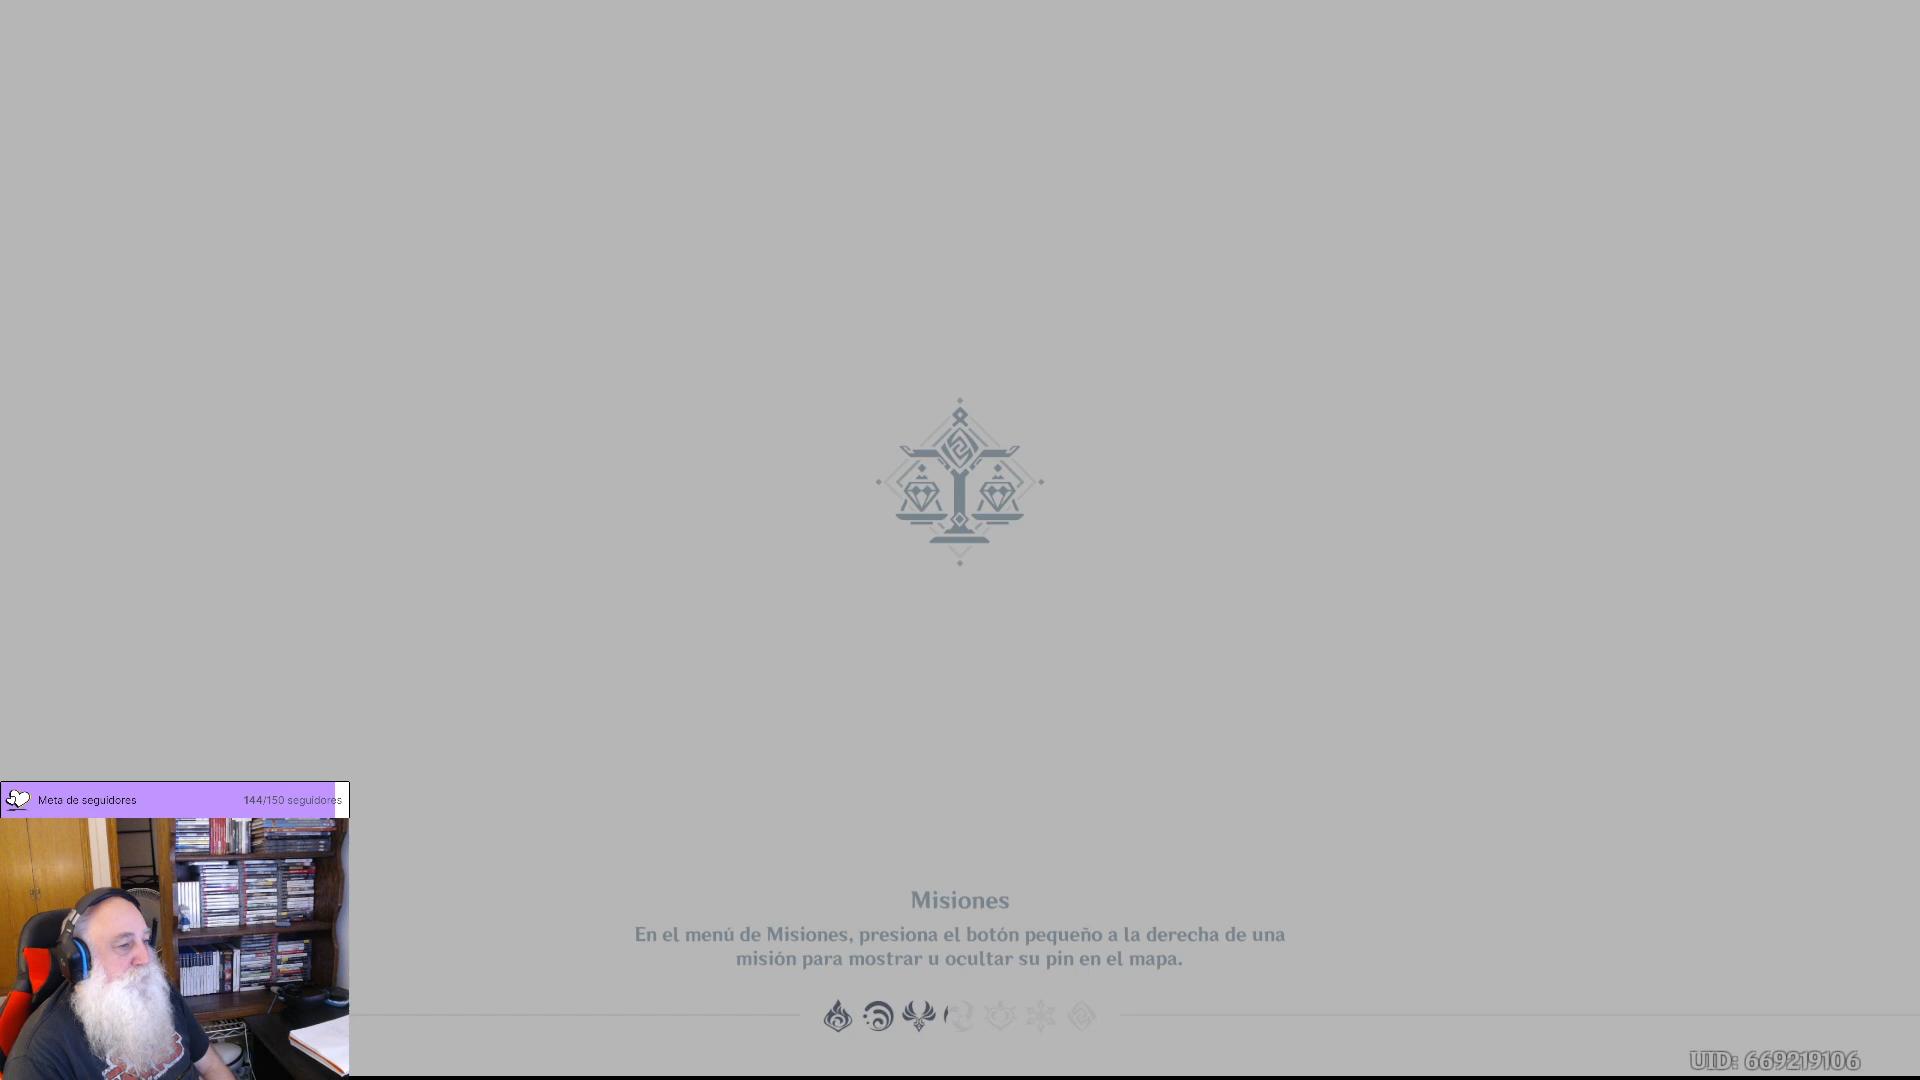 Meta de seguidores 144/150 seguidores
Misiones
En el menú de Misiones, presiona el botón pequeño a la derecha de una
misión para mostrar u ocultar su pin en el mapa.
UID: 669219106